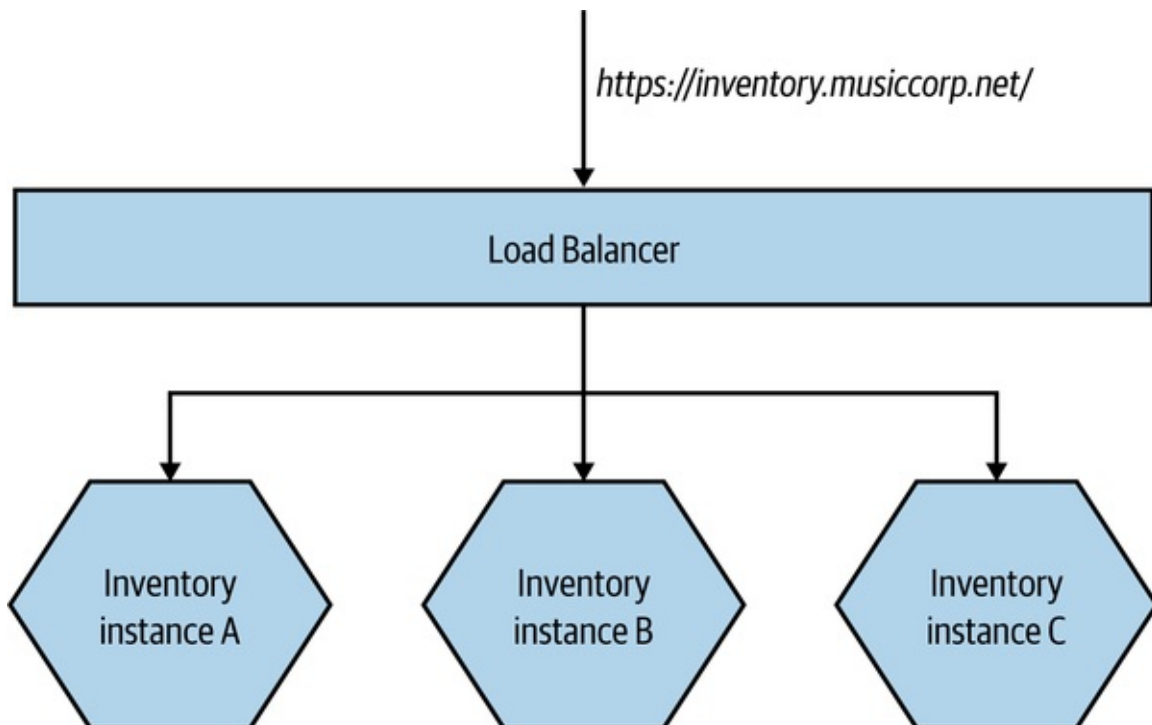 https://inventory.musiccorp.net/
Load Balancer
Inventory
instance A
Inventory
instance B
Inventory
instance C